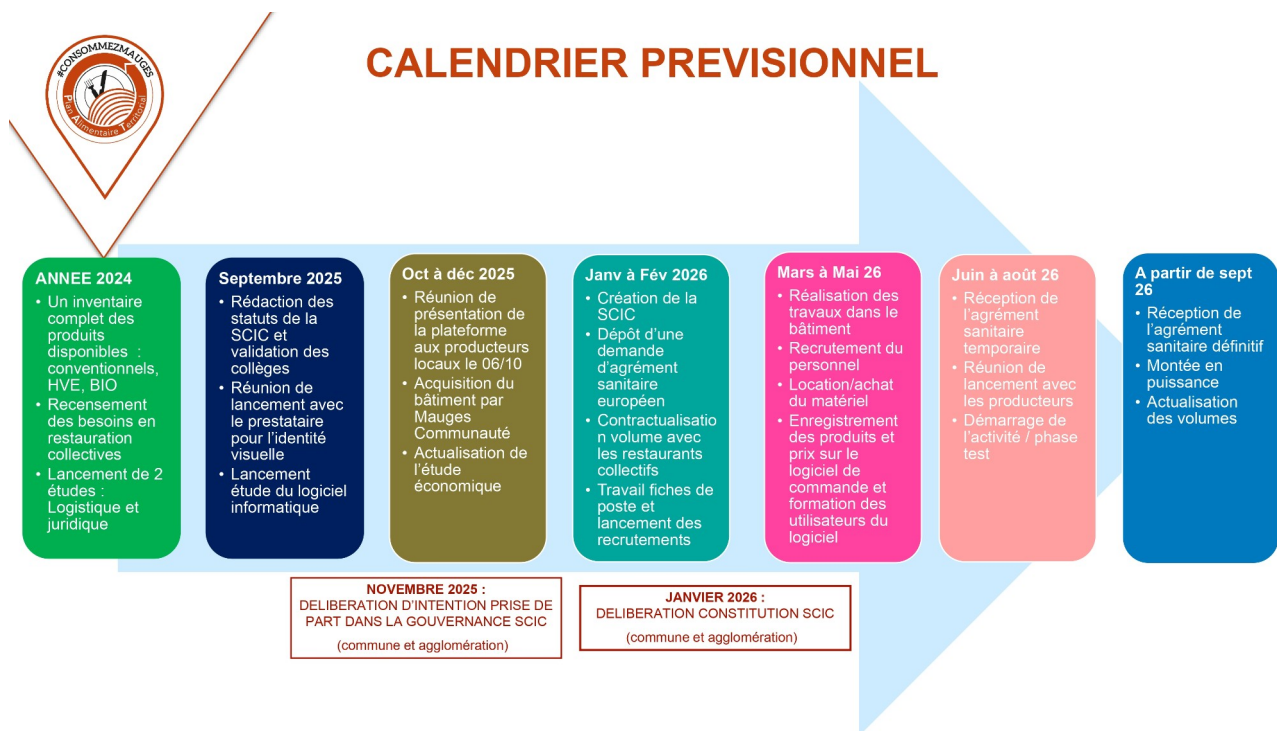 #CONSOMMEZMAUGES
Plan Alimentaire Territorial
CALENDRIER PREVISIONNEL
ANNEE 2024
• Un inventaire
complet des
produits
disponibles :
conventionnels,
HVE, BIO
• Recensement
des besoins en
restauration
collectives
• Lancement de 2
études :
Logistique et
juridique
Septembre 2025
• Rédaction des
statuts de la
SCIC et
validation des
collèges
• Réunion de
lancement avec
le prestataire
pour l’identité
visuelle
• Lancement
étude du logiciel
informatique
Oct à déc 2025
• Réunion de
présentation de
la plateforme
aux producteurs
locaux le 06/10
• Acquisition du
bâtiment par
Mauges
Communauté
• Actualisation de
l’étude
économique
Janv à Fév 2026
• Création de la
SCIC
• Dépôt d’une
demande
d’agrément
sanitaire
européen
• Contractualisatio
n volume avec
les restaurants
collectifs
• Travail fiches de
poste et
lancement des
recrutements
Mars à Mai 26
• Réalisation des
travaux dans le
bâtiment
• Recrutement du
personnel
• Location/achat
du matériel
• Enregistrement
des produits et
prix sur le
logiciel de
commande et
formation des
utilisateurs du
logiciel
Juin à août 26
• Réception de
l’agrément
sanitaire
temporaire
• Réunion de
lancement avec
les producteurs
• Démarrage de
l’activité / phase
test
A partir de sept
26
• Réception de
l’agrément
sanitaire définitif
• Montée en
puissance
• Actualisation
des volumes
NOVEMBRE 2025 :
DELIBERATION D’INTENTION PRISE DE
PART DANS LA GOUVERNANCE SCIC
(commune et agglomération)
JANVIER 2026 :
DELIBERATION CONSTITUTION SCIC
(commune et agglomération)